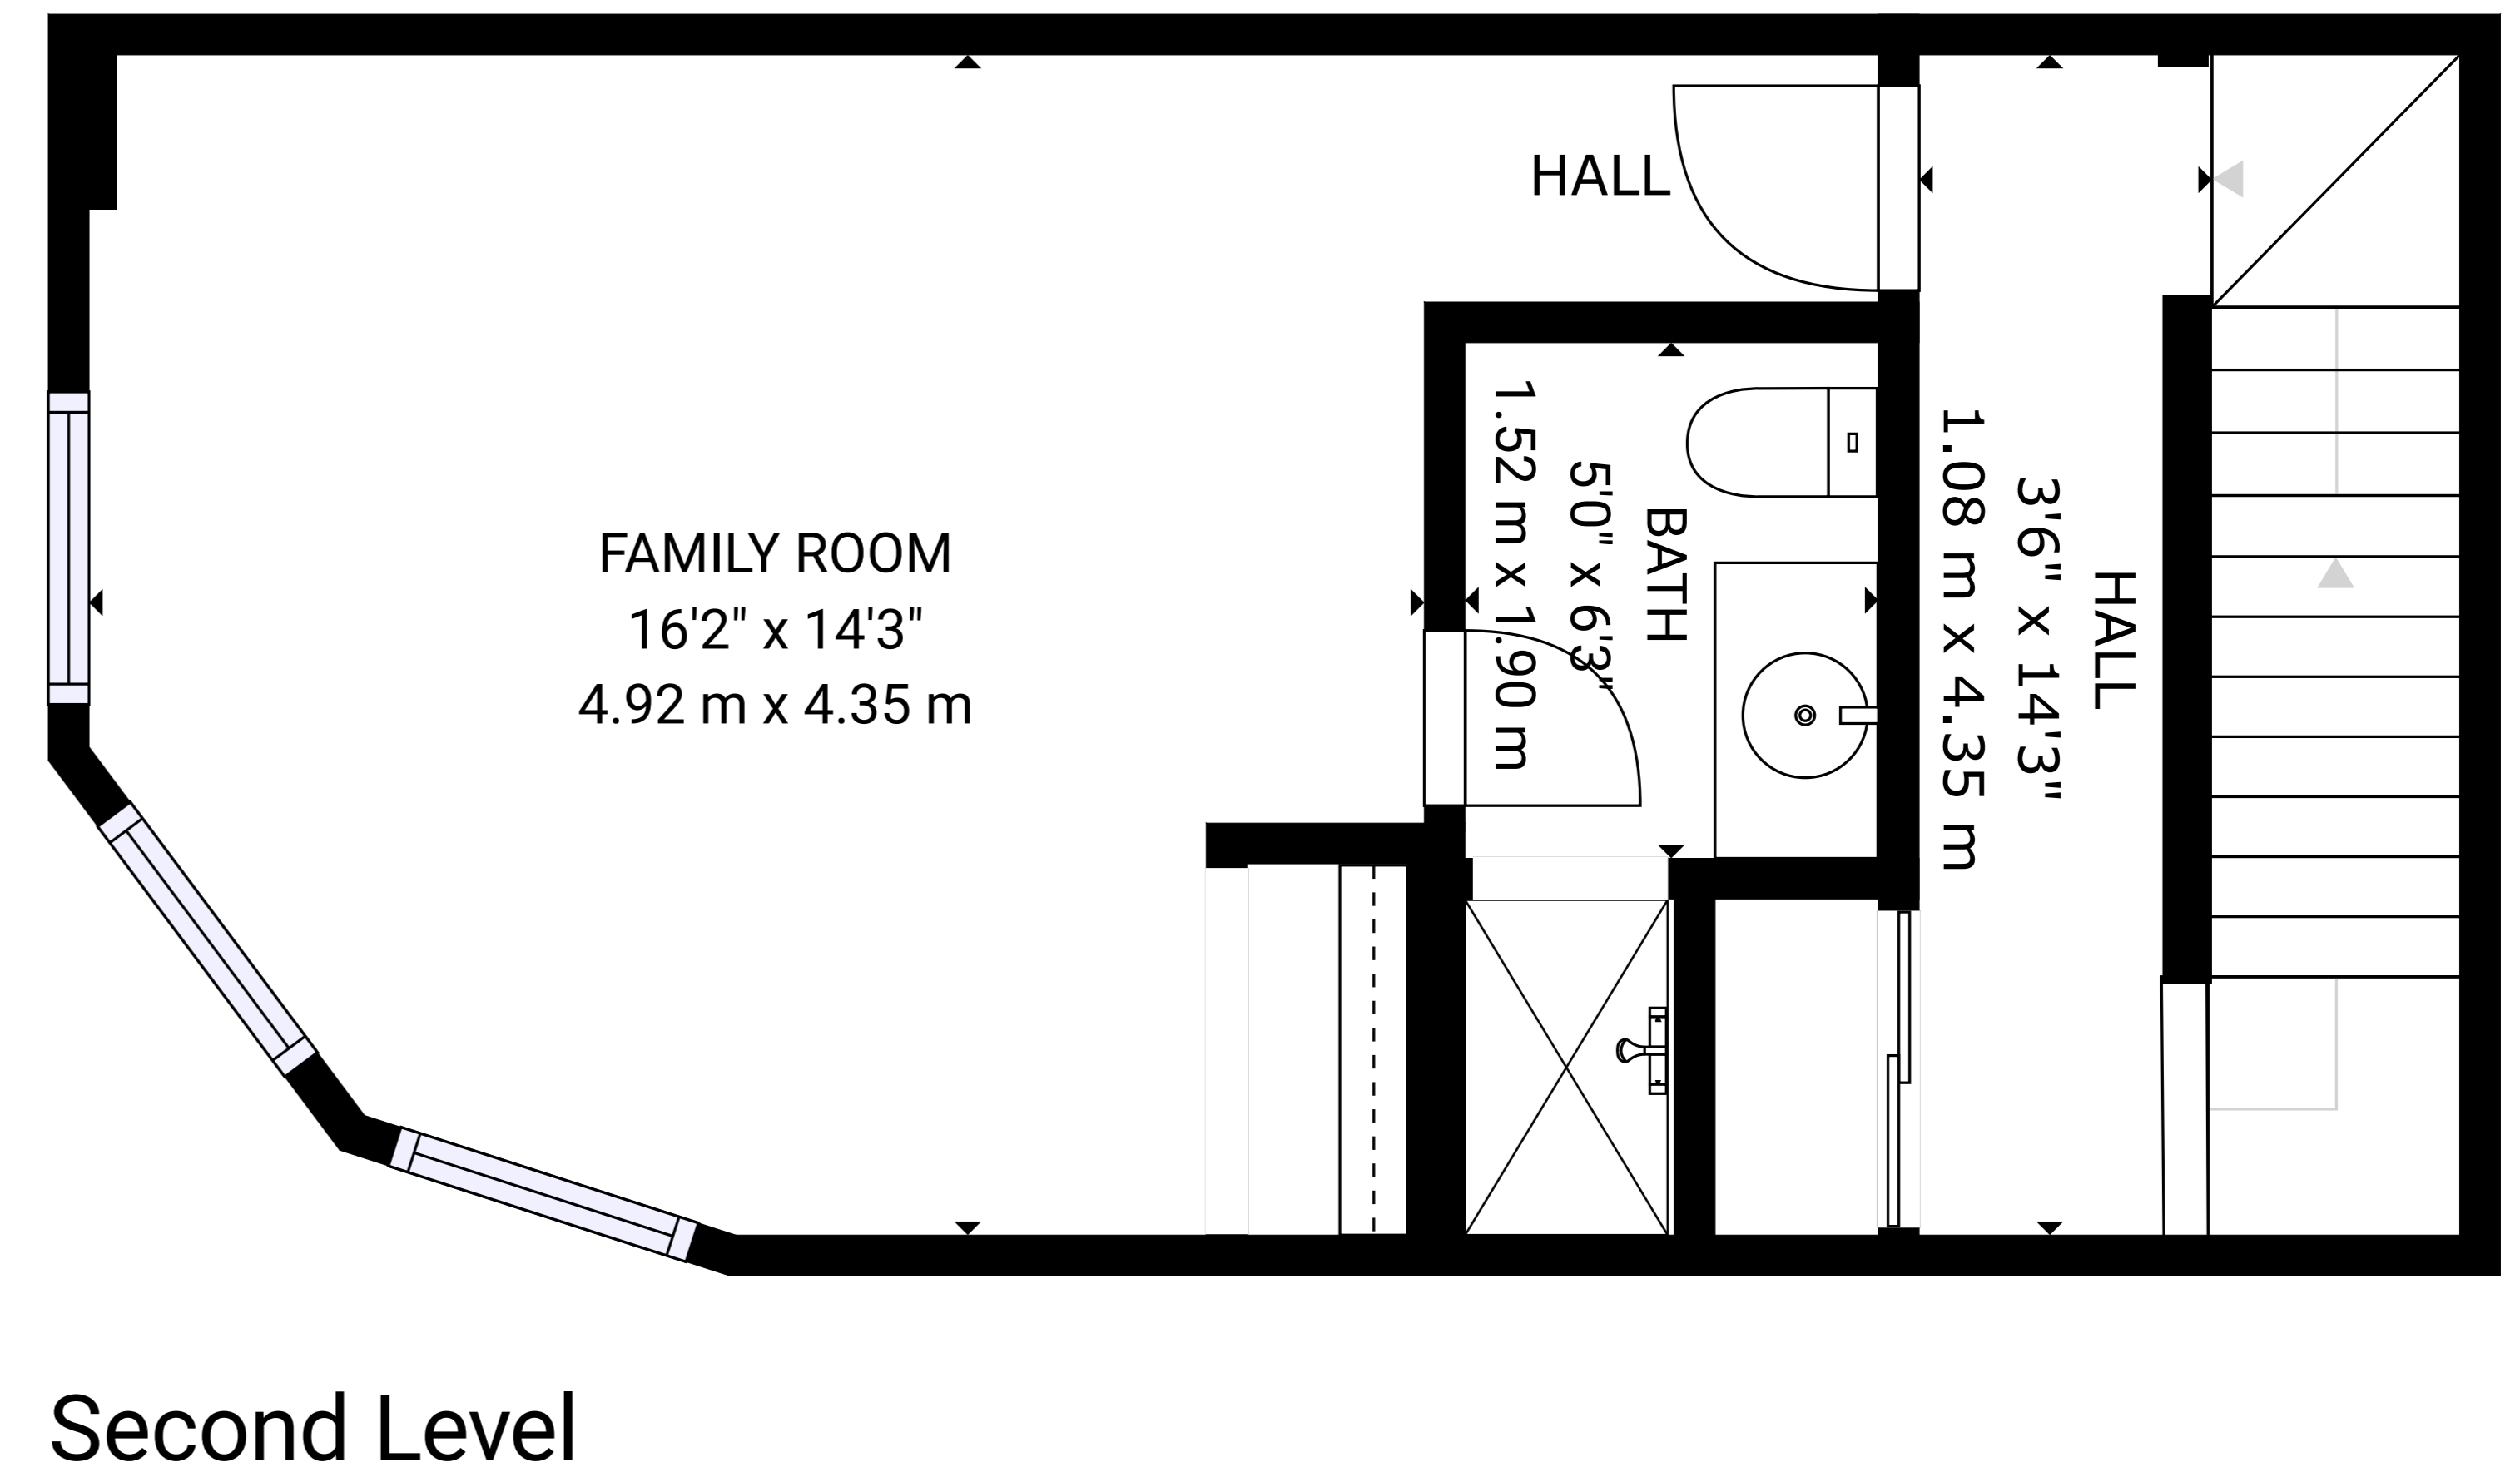 HALL
FAMILY ROOM
16'2" x 14'3"
4.92 m x 4.35 m
BATH
5'0" x 6'3"
1.52 m x 1.90 m
HALL
3'6" x 14'3"
1.08 m x 4.35 m
Second Level